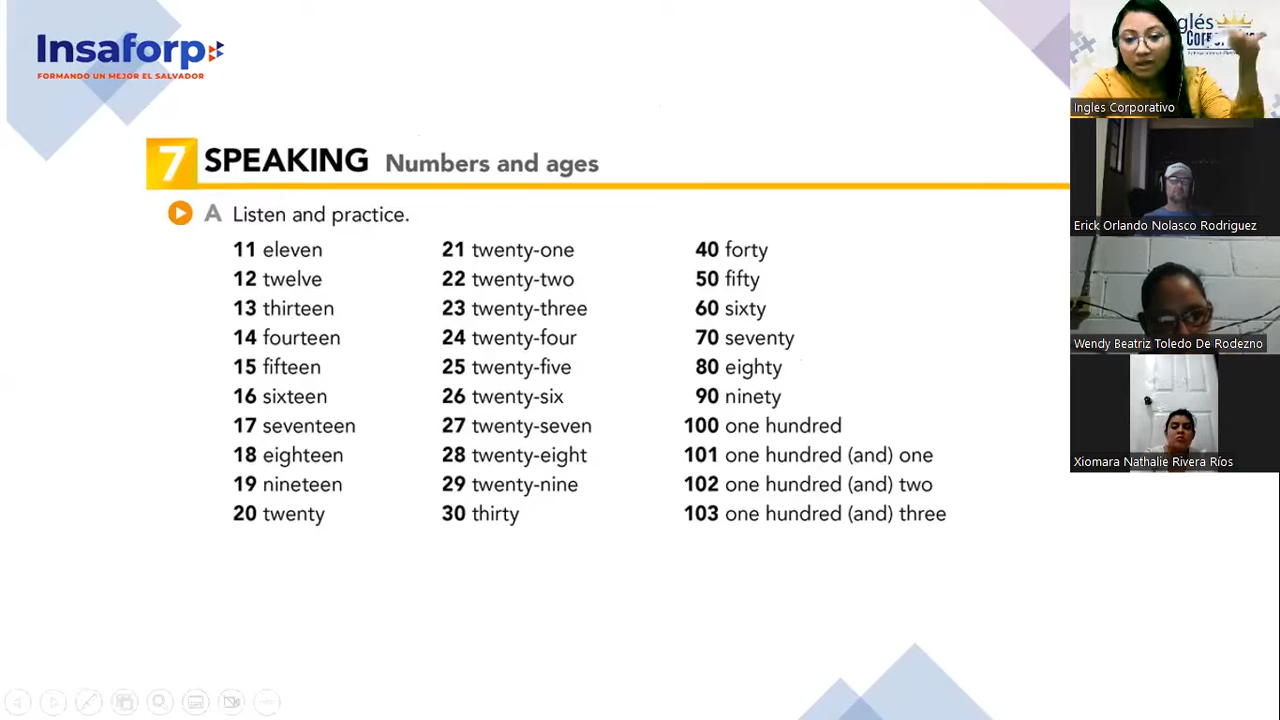 Insaforp
FORMANDO UN MEJOR EL SALVADOR
7 SPEAKING Numbers and ages
A Listen and practice.
11 eleven
12 twelve
13 thirteen
14 fourteen
15 fifteen
16 sixteen
17 seventeen
18 eighteen
19 nineteen
20 twenty
21 twenty-one
22 twenty-two
23 twenty-three
24 twenty-four
25 twenty-five
26 twenty-six
27 twenty-seven
28 twenty-eight
29 twenty-nine
30 thirty
40 forty
50 fifty
60 sixty
70 seventy
80 eighty
90 ninety
100 one hundred
101 one hundred (and) one
102 one hundred (and) two
103 one hundred (and) three
Ingles Corporativo
Erick Orlando Nolasco Rodriguez
Wendy Beatriz Toledo De Rodezno
Xiomara Nathalie Rivera Ríos